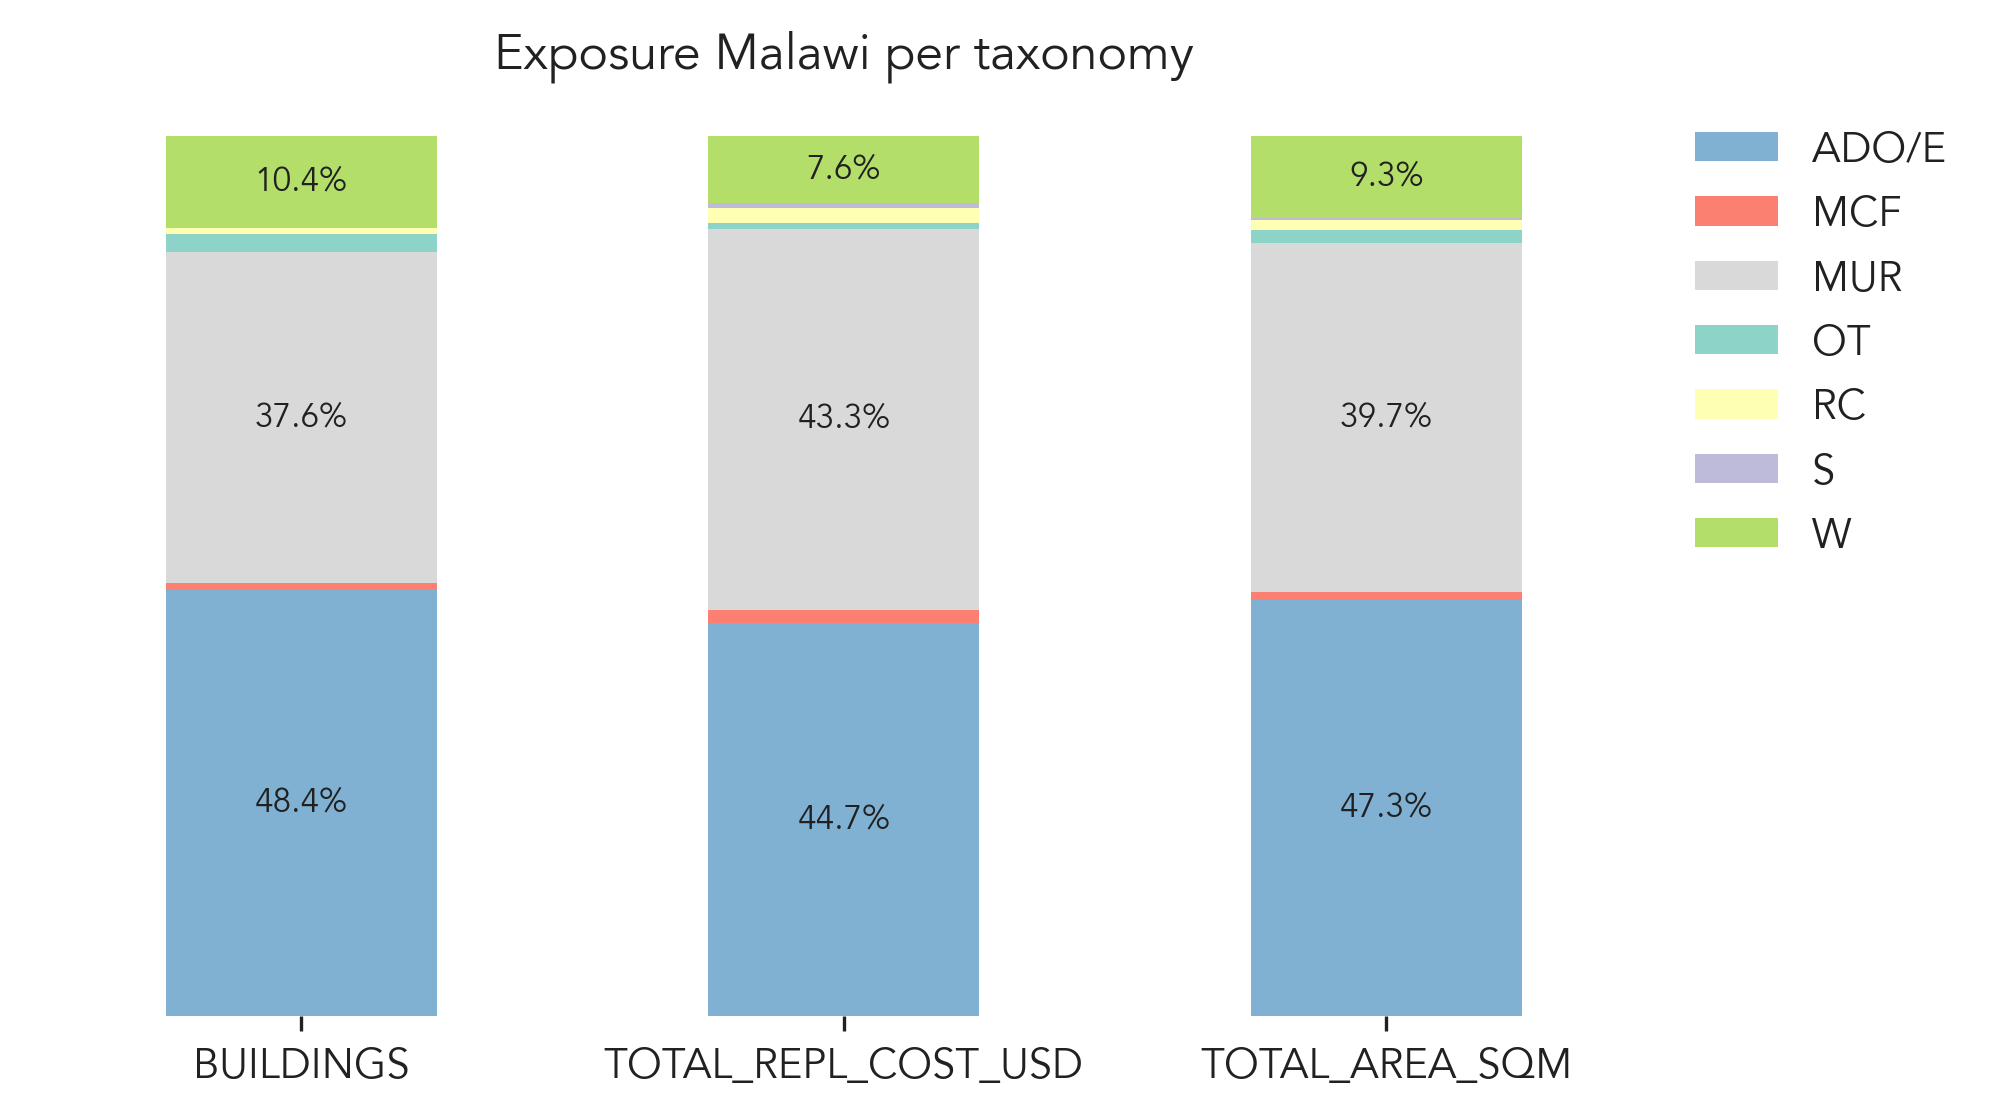 Exposure Malawi per taxonomy
10.4%
37.6%
48.4%
7.6%
43.3%
44.7%
9.3%
39.7%
47.3%
BUILDINGS
TOTAL_REPL_COST_USD
TOTAL_AREA_SQM
ADO/E
MCF
MUR
OT
RC
S
W